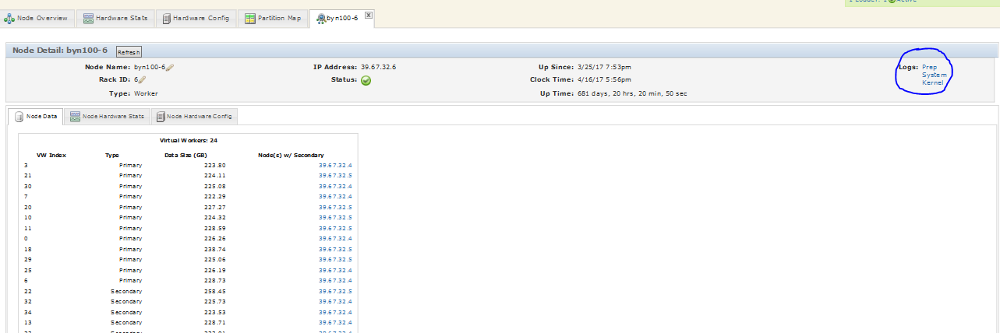 1 Loader: 1 Active
Node Overview Hardware Stats Hardware Config Partition Map byn100-6
Node Detail: byn100-6 Refresh
Node Name: byn100-6 IP Address: 39.67.32.6 Up Since: 3/25/17 7:53pm Logs: Prep
System
Rack ID: 6 Status: Clock Time: 4/16/17 5:56pm
Kernel
Type: Worker Up Time: 681 days, 20 hrs, 20 min, 50 sec
Node Data Node Hardware Stats Node Hardware Config
Virtual Workers: 24
VW Index Type Data Size (GB) Node(s) w/ Secondary
3 Primary 223.80 39.67.32.4
21 Primary 224.11 39.67.32.5
30 Primary 225.08 39.67.32.4
7 Primary 222.29 39.67.32.4
20 Primary 227.27 39.67.32.5
10 Primary 224.32 39.67.32.5
11 Primary 228.59 39.67.32.5
0 Primary 226.26 39.67.32.4
18 Primary 238.74 39.67.32.5
29 Primary 225.06 39.67.32.5
25 Primary 226.19 39.67.32.4
6 Primary 228.73 39.67.32.4
22 Secondary 258.45 39.67.32.5
32 Secondary 225.73 39.67.32.4
34 Secondary 223.53 39.67.32.4
13 Secondary 228.71 39.67.32.4